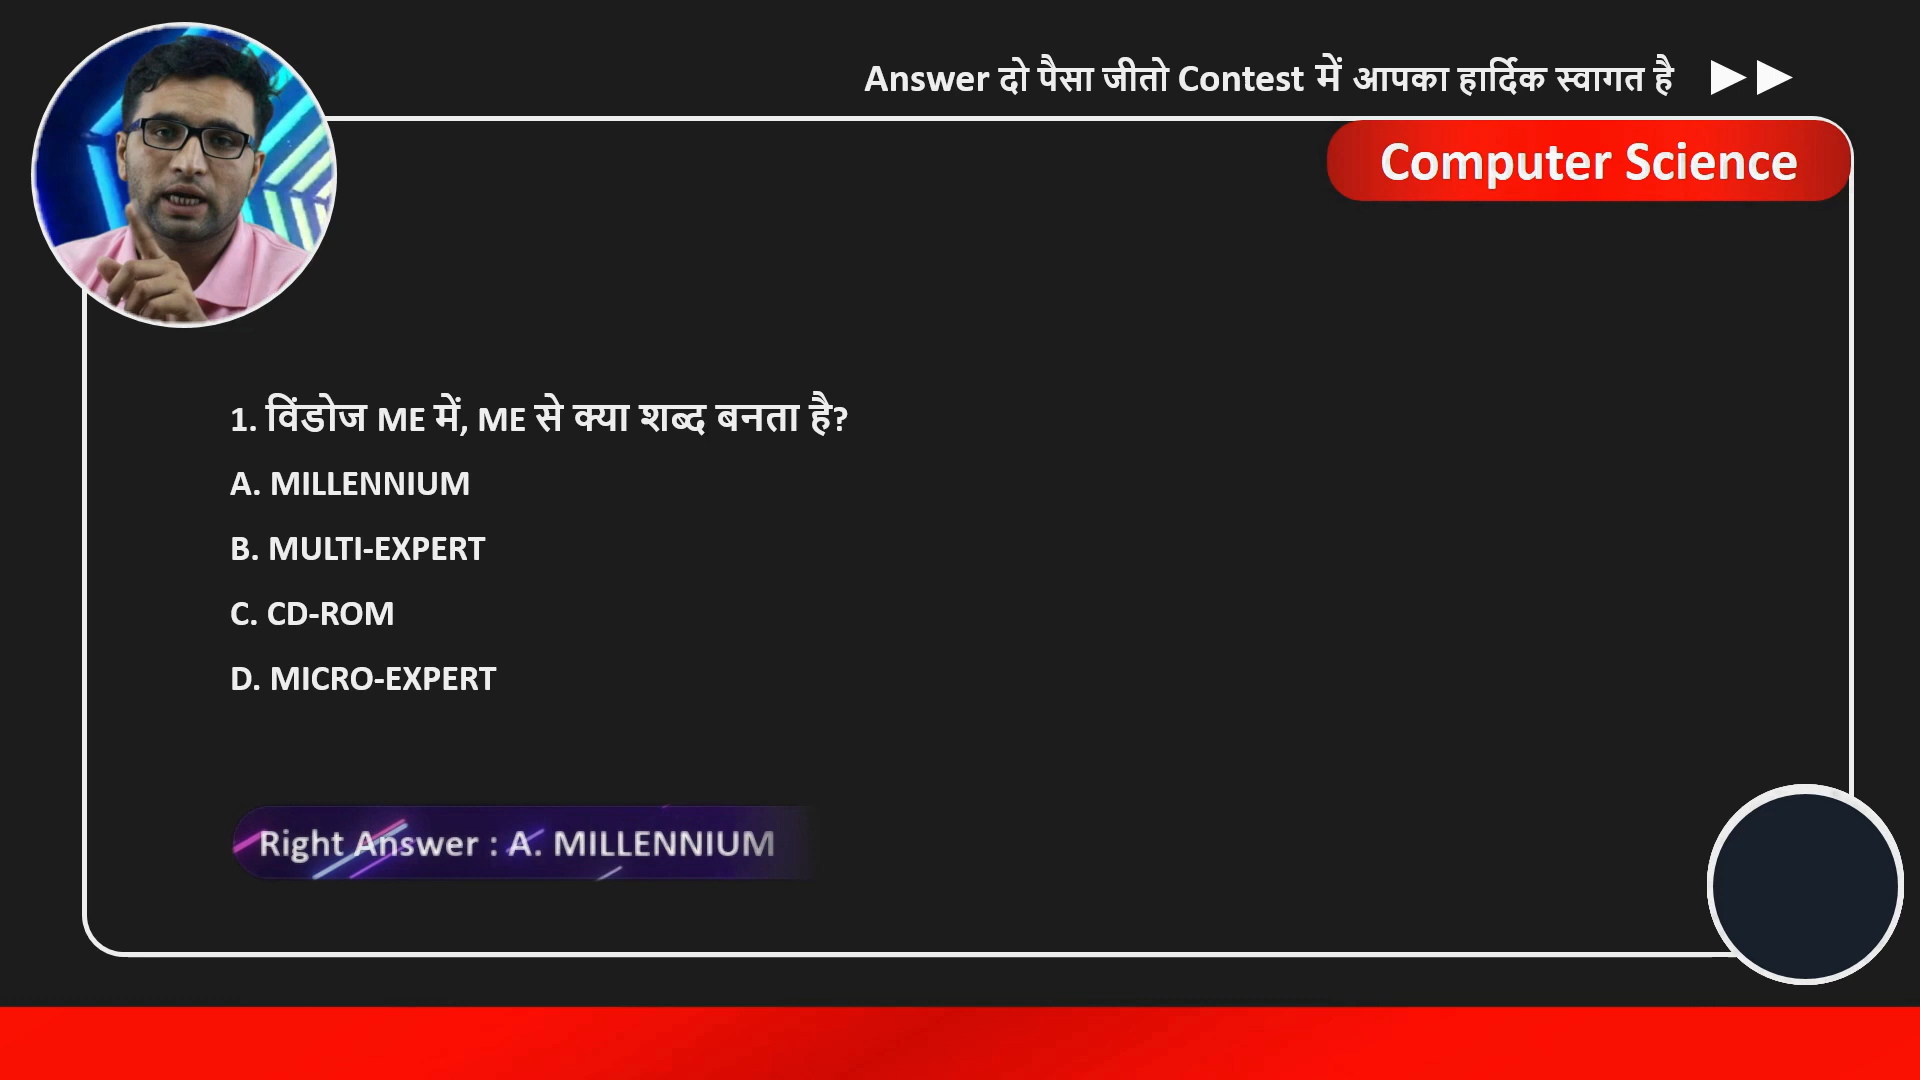 Answer दो पैसा जीतो Contest में आपका हार्दिक स्वागत है
Computer Science
1. विंडोज ME में, ME से क्या शब्द बनता है?
A. MILLENNIUM
B. MULTI-EXPERT
C. CD-ROM
D. MICRO-EXPERT
Right Answer : A. MILLENNIUM